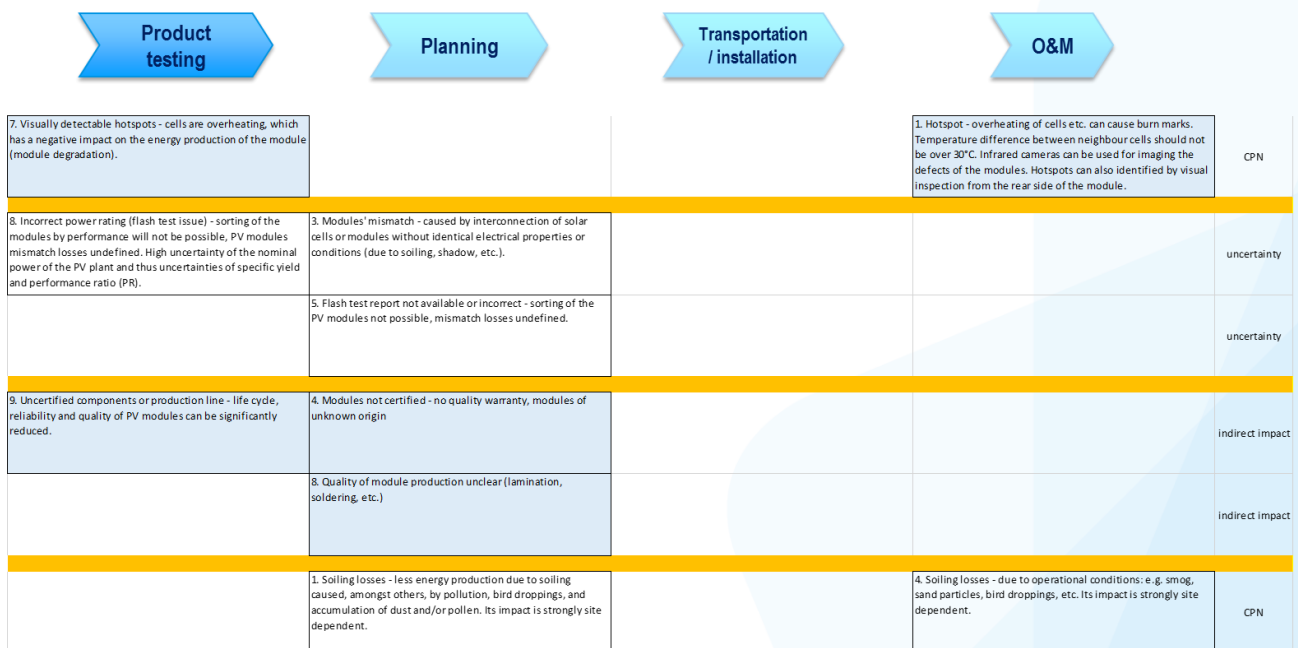 Product
testing
Planning
Transportation
/ installation
O&M
7. Visually detectable hotspots - cells are overheating, which
has a negative impact on the energy production of the module
(module degradation).
1. Hotspot - overheating of cells etc. can cause burn marks.
Temperature difference between neighbour cells should not
be over 30°C. Infrared cameras can be used for imaging the
defects of the modules. Hotspots can also identified by visual
inspection from the rear side of the module.
CPN
8. Incorrect power rating (flash test issue) - sorting of the
modules by performance will not be possible, PV modules
mismatch losses undefined. High uncertainty of the nominal
power of the PV plant and thus uncertainties of specific yield
and performance ratio (PR).
3. Modules' mismatch - caused by interconnection of solar
cells or modules without identical electrical properties or
conditions (due to soiling, shadow, etc.).
uncertainty
5. Flash test report not available or incorrect - sorting of the
PV modules not possible, mismatch losses undefined.
uncertainty
9. Uncertified components or production line - life cycle,
reliability and quality of PV modules can be significantly
reduced.
4. Modules not certified - no quality warranty, modules of
unknown origin
indirect impact
8. Quality of module production unclear (lamination,
soldering, etc.)
indirect impact
1. Soiling losses - less energy production due to soiling
caused, amongst others, by pollution, bird droppings, and
accumulation of dust and/or pollen. Its impact is strongly site
dependent.
4. Soiling losses - due to operational conditions: e.g. smog,
sand particles, bird droppings, etc. Its impact is strongly site
dependent.
CPN